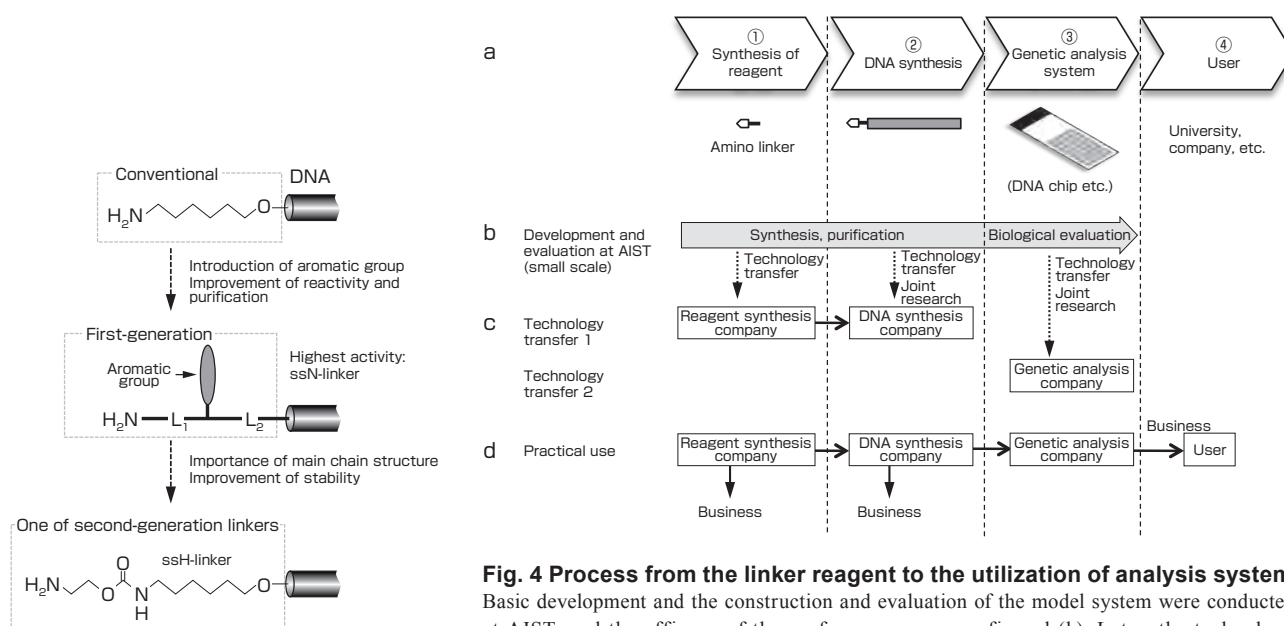 Conventional
DNA
H2N
O
Introduction of aromatic group
Improvement of reactivity and
purification
First-generation
Aromatic
group
Highest activity:
ssN-linker
H2N
L1
L2
Importance of main chain structure
Improvement of stability
One of second-generation linkers
ssH-linker
O
H2N
O
N
H
O
a
①
Synthesis of
reagent
②
DNA synthesis
③
Genetic analysis
system
④
User
Amino linker
(DNA chip etc.)
University,
company, etc.
b
Development and
evaluation at AIST
(small scale)
Synthesis, purification
Biological evaluation
Technology
transfer
Technology
transfer
Joint
research
Technology
transfer
Joint
research
c
Technology
transfer 1
Reagent synthesis
company
DNA synthesis
company
Technology
transfer 2
Genetic analysis
company
d
Practical use
Reagent synthesis
company
DNA synthesis
company
Genetic analysis
company
Business
User
Business
Business
Fig. 4 Process from the linker reagent to the utilization of analysis system
Basic development and the construction and evaluation of the model system were conducte